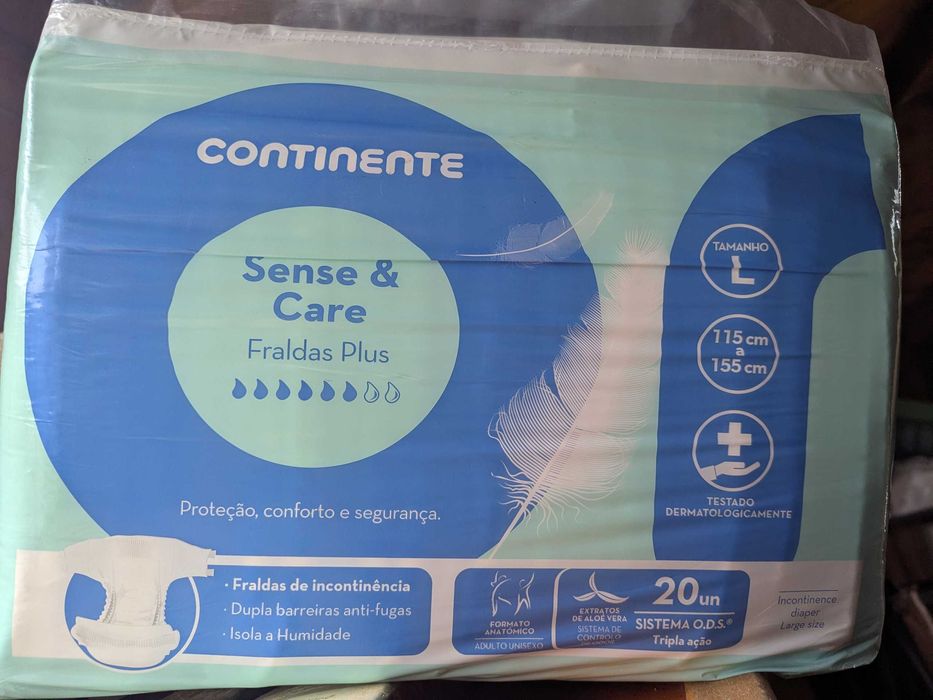 CONTINENTE
Sense &
Care
Fraldas Plus
Proteção, conforto e segurança.
TAMANHO
L
115 cm
a
155 cm
TESTADO
DERMATOLOGICAMENTE
· Fraldas de incontinência
· Dupla barreiras anti-fugas
· Isola a Humidade
FORMATO
ANATÓMICO
ADULTO UNISEXO
EXTRATOS
DE ALOÉ VERA
SISTEMA DE
CONTROLO
20un
SISTEMA O.D.S.®
Tripla ação
Incontinence
diaper
Large size